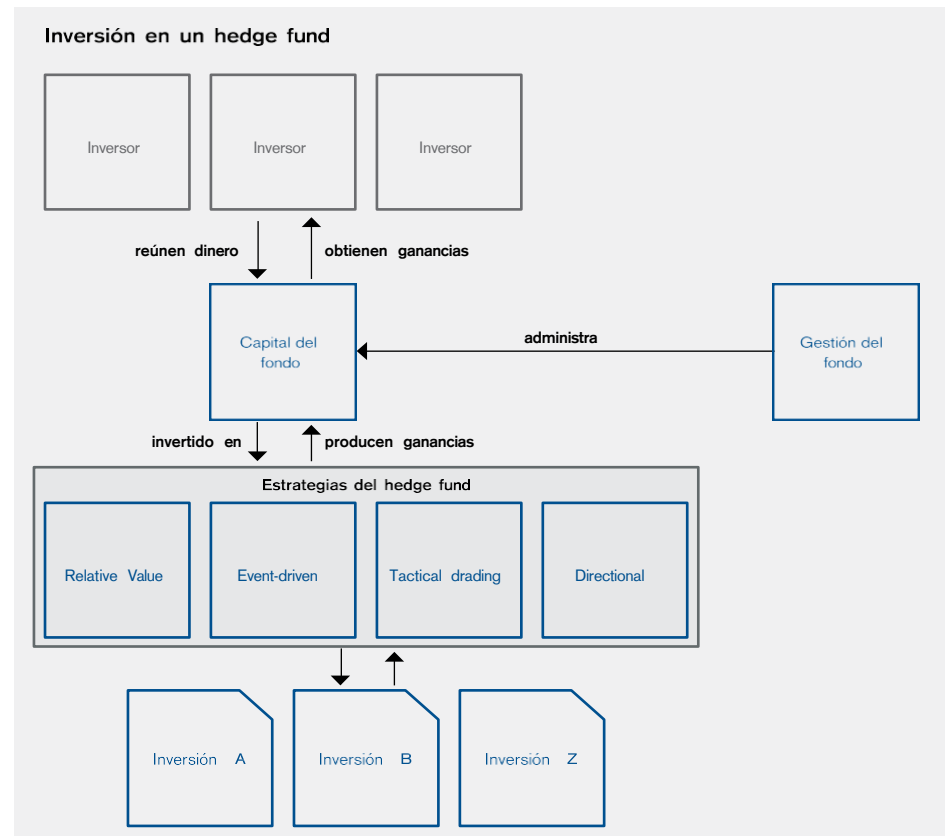 Inversión en un hedge fund
Inversor
Inversor
Inversor
reúnen dinero
obtienen ganancias
Capital del
fondo
administra
Gestión del
fondo
invertido en
producen ganancias
Estrategias del hedge fund
Relative Value
Event-driven
Tactical drading
Directional
Inversión A
Inversión B
Inversión Z